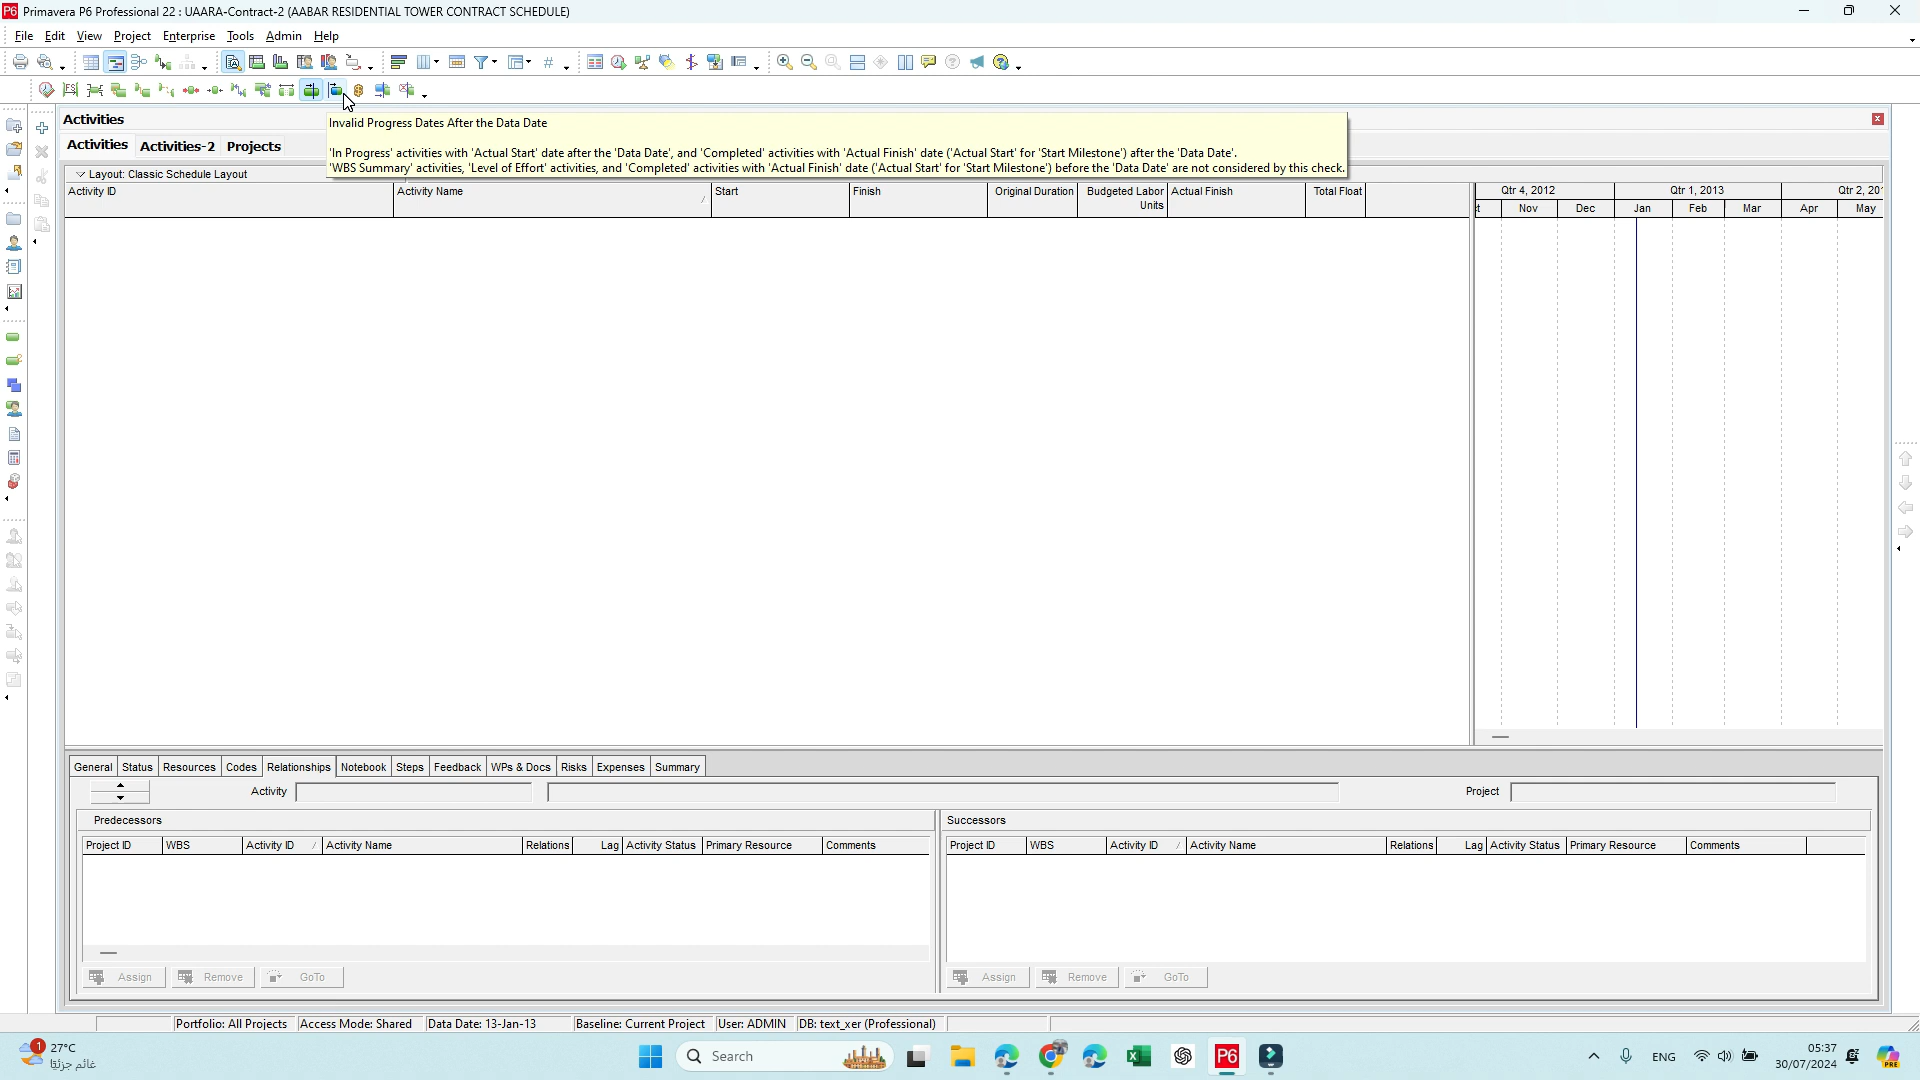 Primavera P6 Professional 22 : UAARA-Contract-2 (AABAR RESIDENTIAL TOWER CONTRACT SCHEDULE)
File Edit View Project Enterprise Tools Admin Help
Activities
Invalid Progress Dates After the Data Date
Activities Activities-2 Projects
'In Progress' activities with 'Actual Start' date after the 'Data Date', and 'Completed' activities with 'Actual Finish' date ('Actual Start' for 'Start Milestone') after the 'Data Date'.
'WBS Summary' activities, 'Level of Effort' activities, and 'Completed' activities with 'Actual Finish' date ('Actual Start' for 'Start Milestone') before the 'Data Date' are not considered by this check.
Layout: Classic Schedule Layout
Activity ID Activity Name Start Finish Original Duration Budgeted Labor Units Actual Finish Total Float Qtr 4, 2012 Qtr 1, 2013 Qtr 2, 20
Nov Dec Jan Feb Mar Apr May
General Status Resources Codes Relationships Notebook Steps Feedback WPs & Docs Risks Expenses Summary
Activity Project
Predecessors Successors
Project ID WBS Activity ID Activity Name Relations Lag Activity Status Primary Resource Comments Project ID WBS Activity ID Activity Name Relations Lag Activity Status Primary Resource Comments
Assign Remove GoTo Assign Remove GoTo
Portfolio: All Projects Access Mode: Shared Data Date: 13-Jan-13 Baseline: Current Project User: ADMIN DB: text_xer (Professional)
1 27°C
غائم جزئيًا
Search
P6
ENG
05:37
30/07/2024
PRE